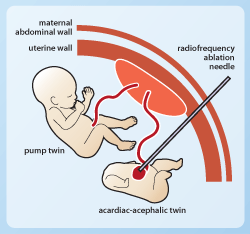 maternal
abdominal wall
uterine wall
radiofrequency
ablation
needle
pump twin
acardiac-acephalic twin